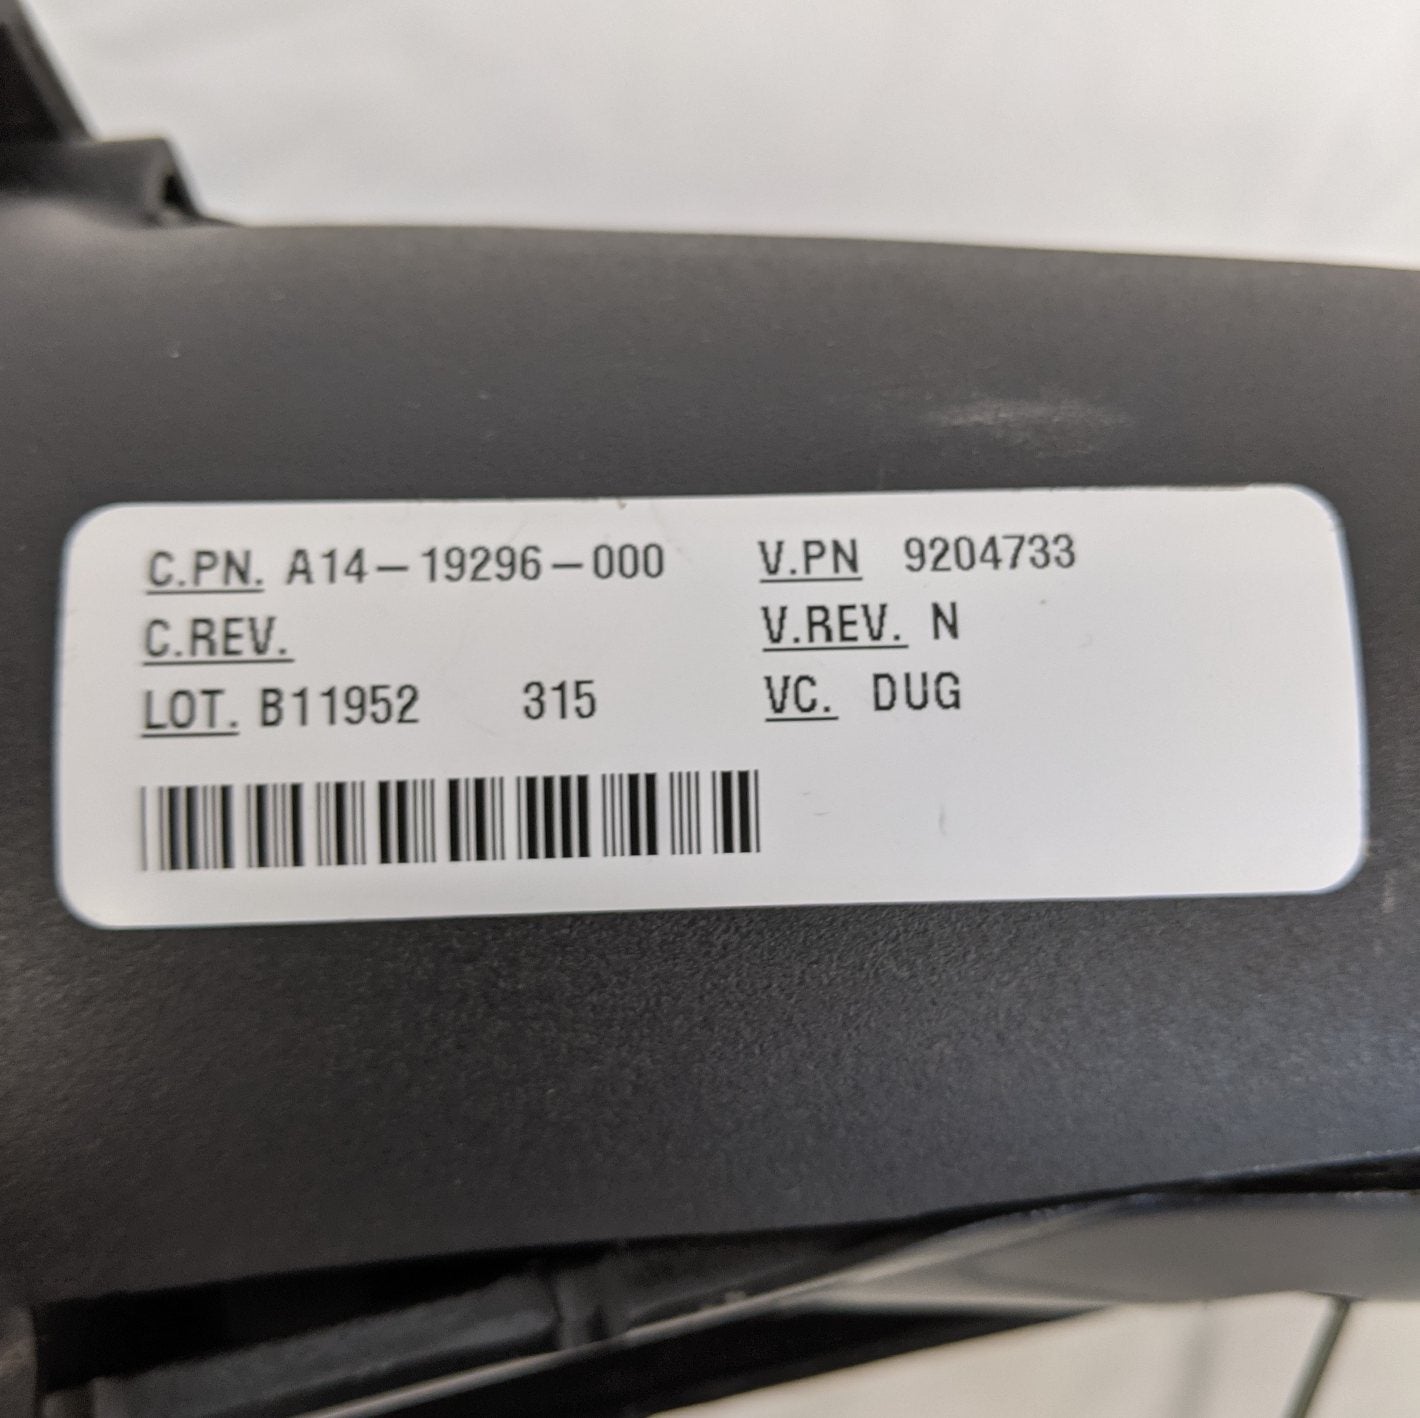 C.PN. A14-19296-000 V.PN 9204733
C.REV. V.REV. N
LOT. B11952 315 VC. DUG